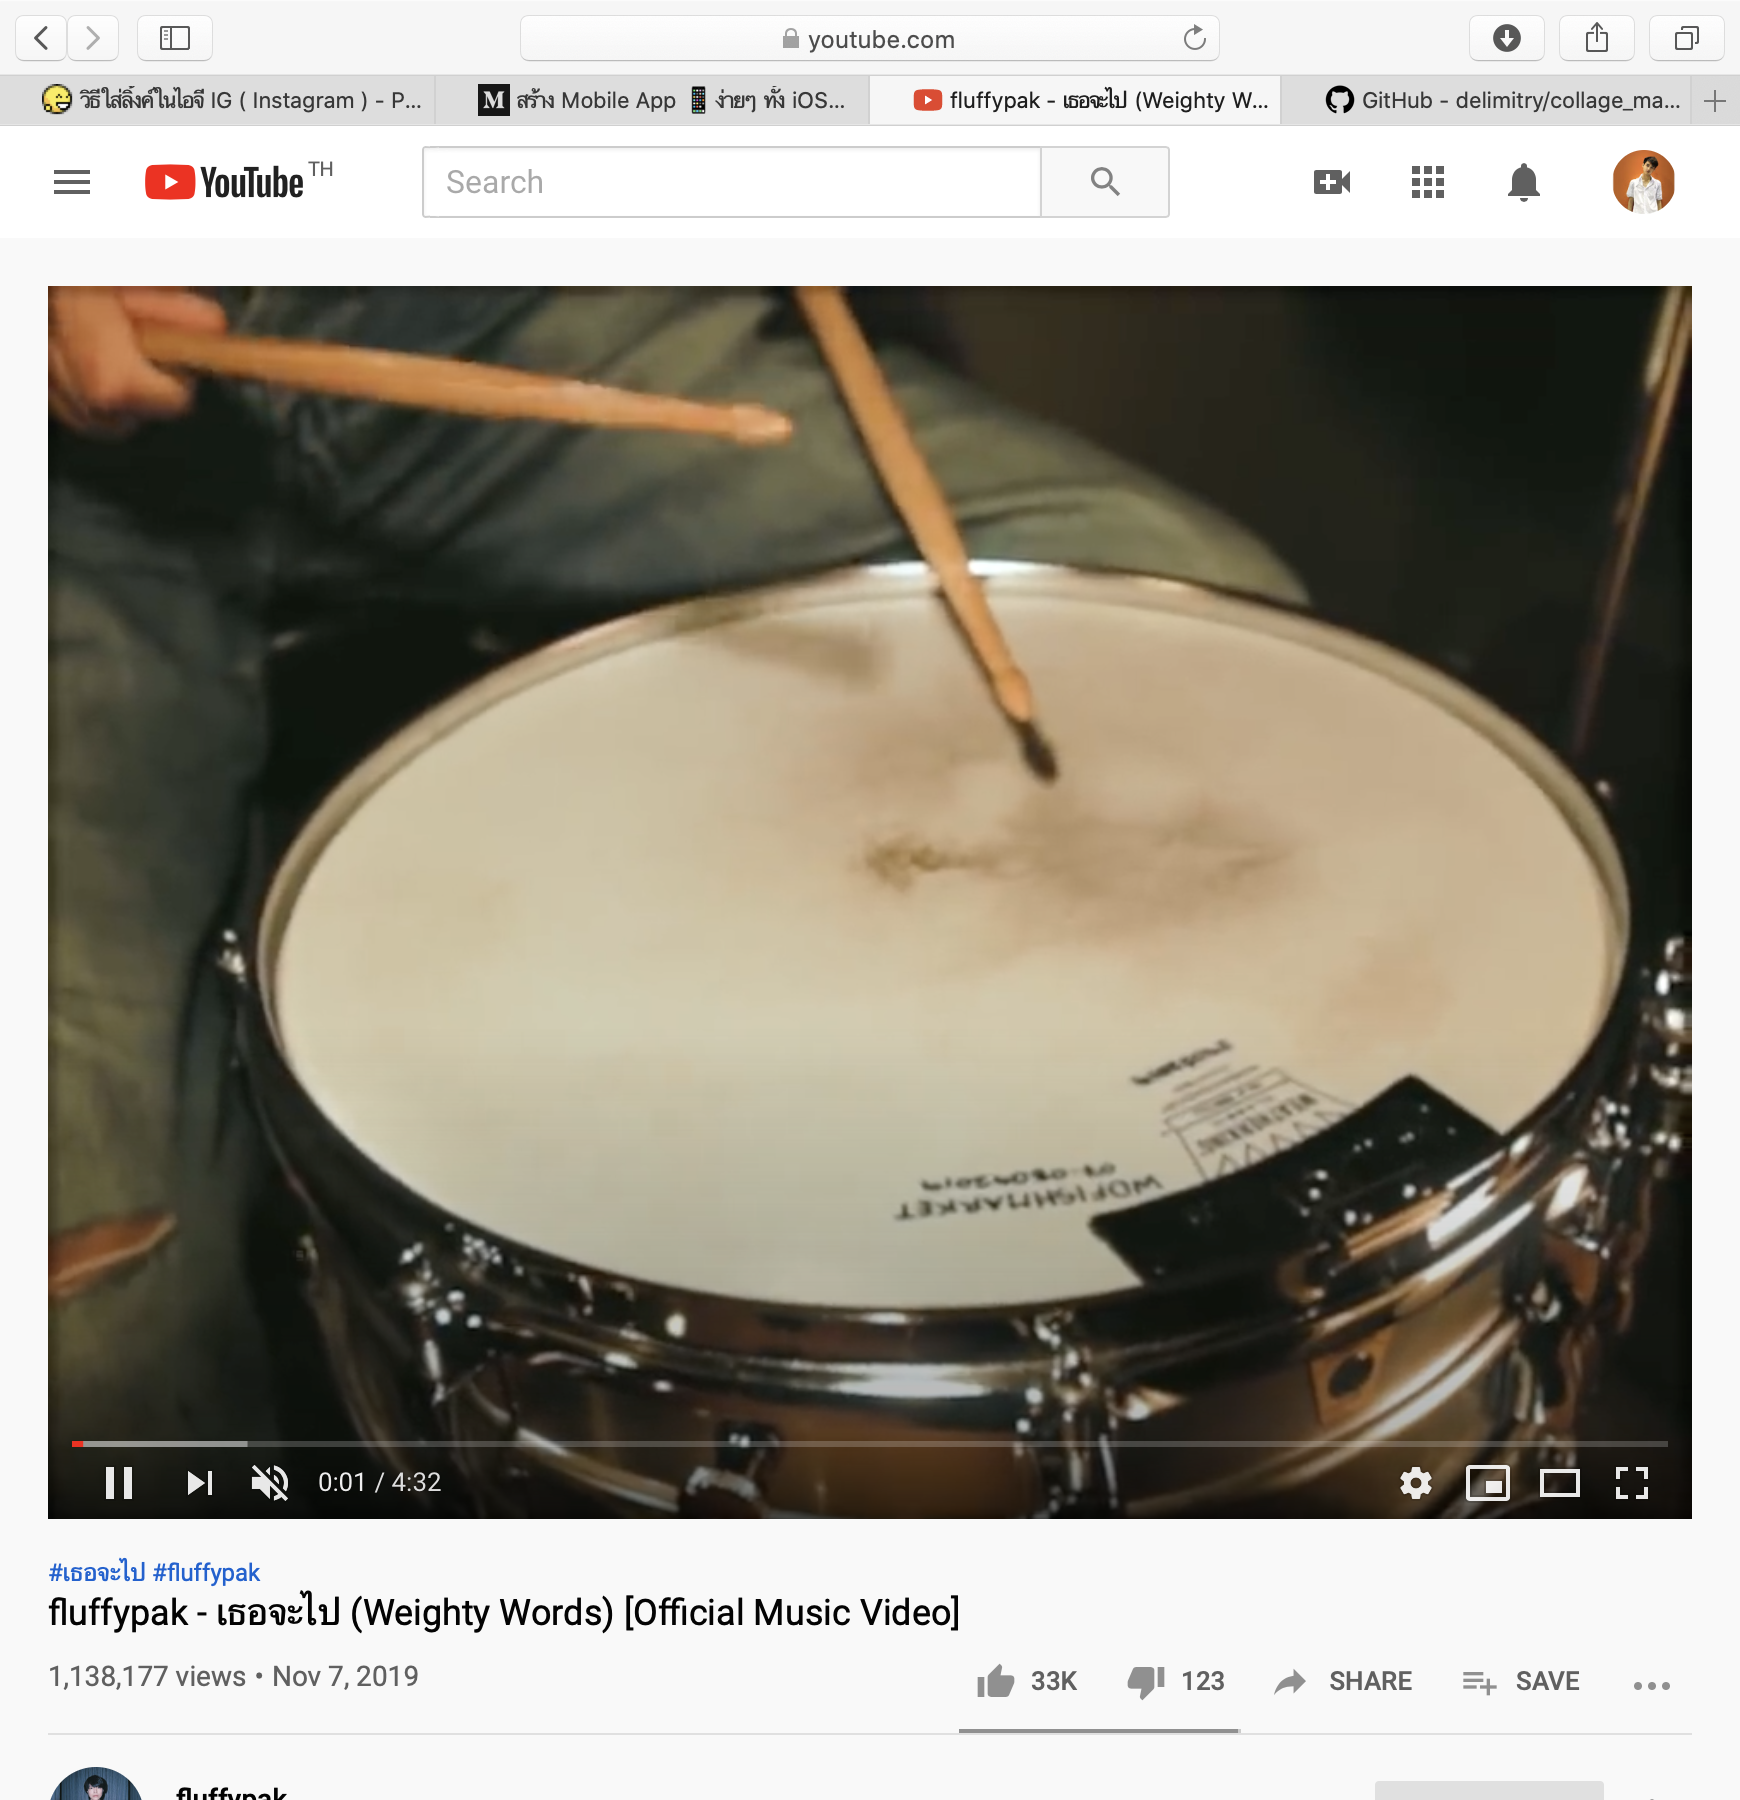 youtube.com
วิธีใส่ลิ้งค์ในไอจี IG ( Instagram ) - P...
M สร้าง Mobile App 📱 ง่ายๆ ทั้ง iOS...
fluffypak - เธอจะไป (Weighty W...
GitHub - delimitry/collage_ma...
YouTube TH
Search
WEATHERKING
WOFISHMARKET
0:01 / 4:32
#เธอจะไป #fluffypak
fluffypak - เธอจะไป (Weighty Words) [Official Music Video]
1,138,177 views • Nov 7, 2019
33K
123
SHARE
SAVE
fluffypak